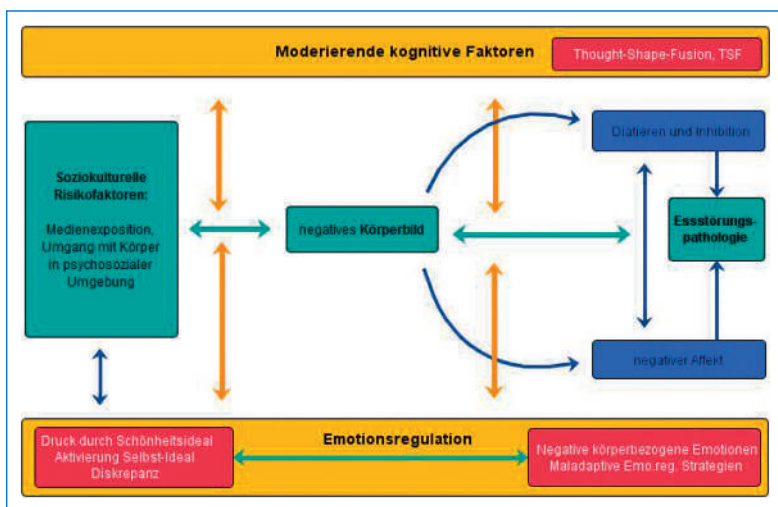 Moderierende kognitive Faktoren
Thought-Shape-Fusion, TSF
Soziokulturelle
Risikofaktoren:
Medienexposition,
Umgang mit Körper
in psychosozialer
Umgebung
negatives Körperbild
Diätieren und Inhibition
Essstörungs-
pathologie
negativer Affekt
Druck durch Schönheitsideal
Aktivierung Selbst-Ideal
Diskrepanz
Emotionsregulation
Negative körperbezogene Emotionen
Maladaptive Emo.reg. Strategien